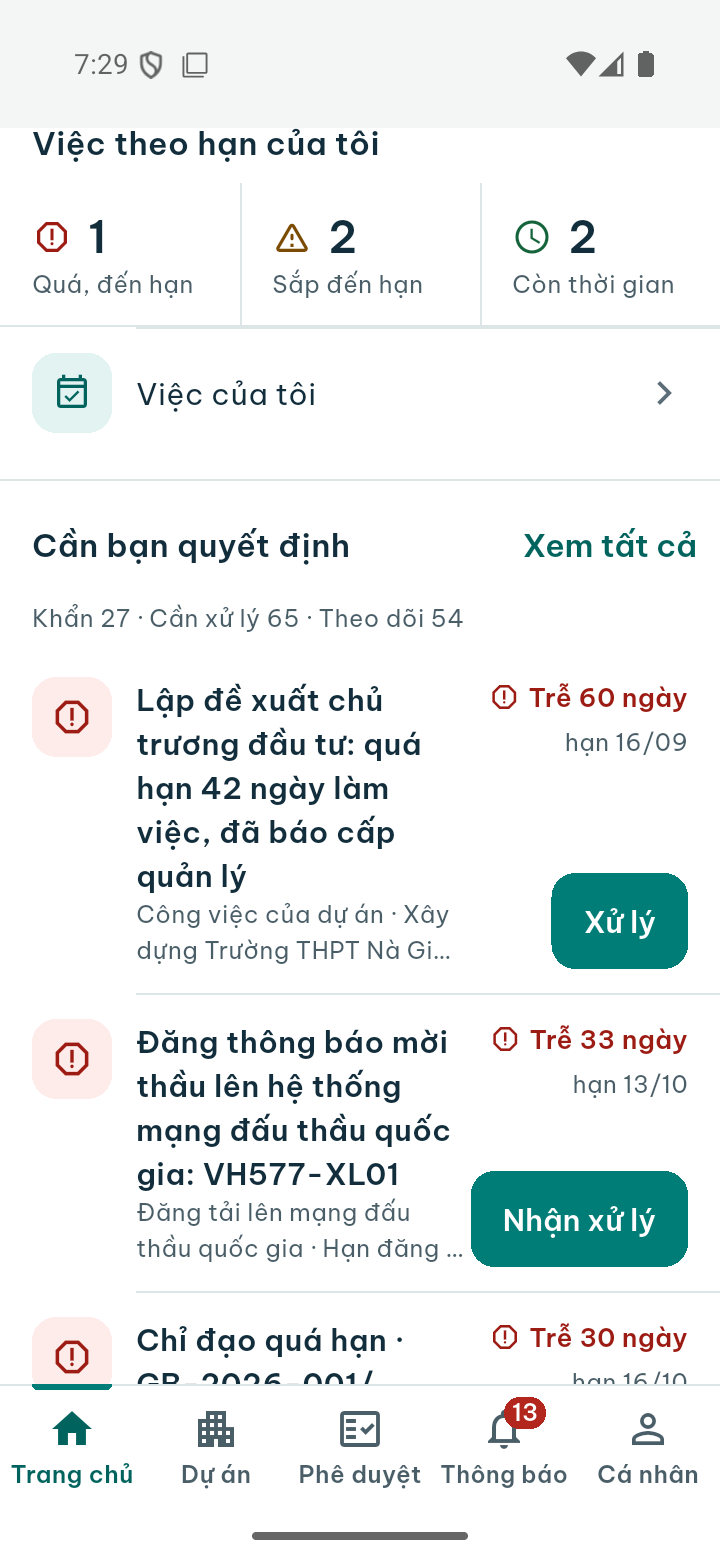 7:29
Việc theo hạn của tôi
1
Quá, đến hạn
2
Sắp đến hạn
2
Còn thời gian
Việc của tôi
Cần bạn quyết định
Xem tất cả
Khẩn 27 · Cần xử lý 65 · Theo dõi 54
Lập đề xuất chủ
trương đầu tư: quá
hạn 42 ngày làm
việc, đã báo cấp
quản lý
Công việc của dự án · Xây
dựng Trường THPT Nà Gi...
Trễ 60 ngày
hạn 16/09
Xử lý
Đăng thông báo mời
thầu lên hệ thống
mạng đấu thầu quốc
gia: VH577-XL01
Đăng tải lên mạng đấu
thầu quốc gia · Hạn đăng ...
Trễ 33 ngày
hạn 13/10
Nhận xử lý
Chỉ đạo quá hạn ·
GB-2026-001/
Trễ 30 ngày
hạn 16/10
Trang chủ
Dự án
Phê duyệt
13
Thông báo
Cá nhân